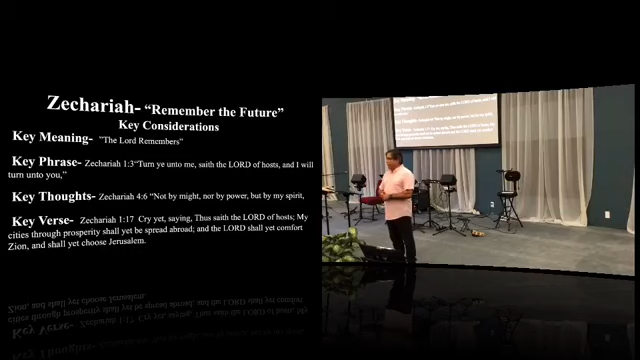 Zechariah- “Remember the Future”
Key Considerations
Key Meaning- "The Lord Remembers"
Key Phrase- Zechariah 1:3“Turn ye unto me, saith the LORD of hosts, and I will
turn unto you,”
Key Thoughts- Zechariah 4:6 “Not by might, nor by power, but by my spirit,
Key Verse- Zechariah 1:17 Cry yet, saying, Thus saith the LORD of hosts; My
cities through prosperity shall yet be spread abroad; and the LORD shall yet comfort
Zion, and shall yet choose Jerusalem.